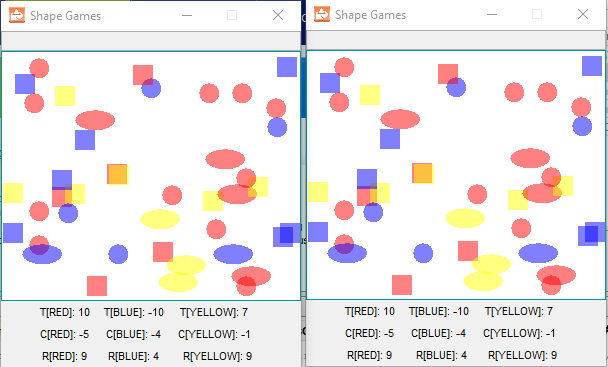 Shape Games
T[RED]: 10 T[BLUE]: -10 T[YELLOW]: 7
C[RED]: -5 C[BLUE]: -4 C[YELLOW]: -1
R[RED]: 9 R[BLUE]: 4 R[YELLOW]: 9
Shape Games
T[RED]: 10 T[BLUE]: -10 T[YELLOW]: 7
C[RED]: -5 C[BLUE]: -4 C[YELLOW]: -1
R[RED]: 9 R[BLUE]: 4 R[YELLOW]: 9